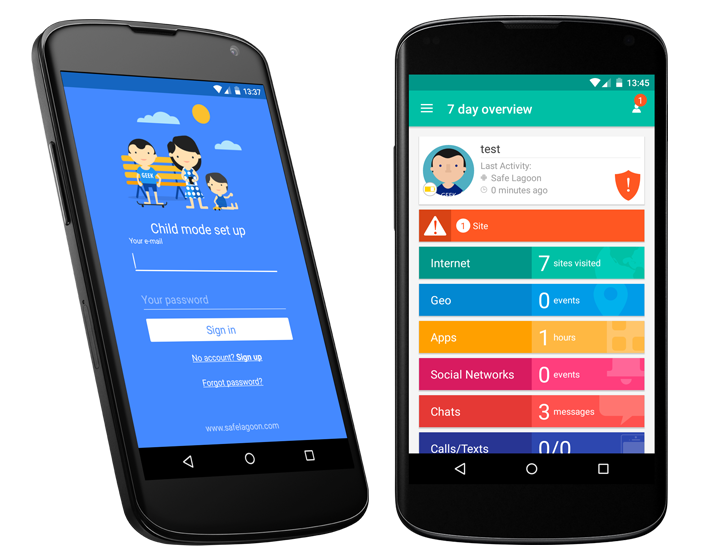 13:37
GEEK
Child mode set up
Your e-mail
Your password
Sign in
No account? Sign up
Forgot password?
www.safelagoon.com
13:45
7 day overview
1
test
Last Activity:
Safe Lagoon
0 minutes ago
GEEK
!
! 1 Site
Internet 7 sites visited
Geo 0 events
Apps 1 hours
Social Networks 0 events
Chats 3 messages
Calls/Texts 0/0